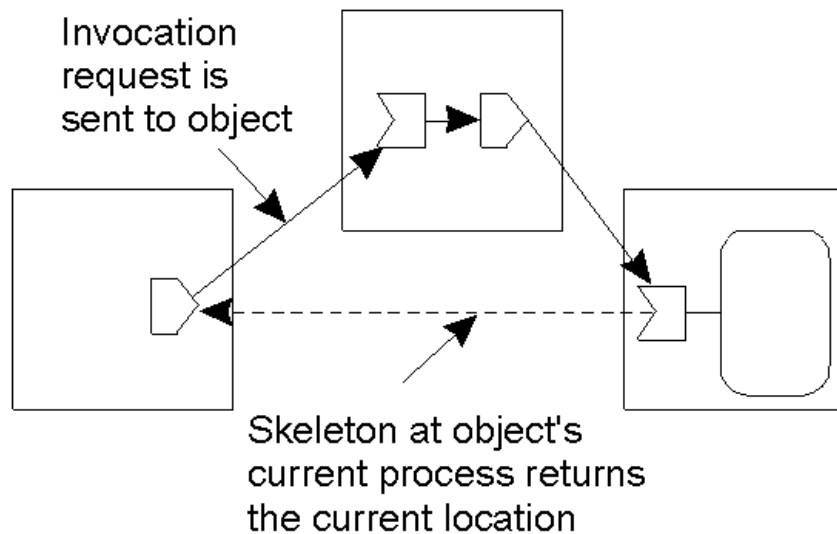 Invocation
request is
sent to object
Skeleton at object's
current process returns
the current location